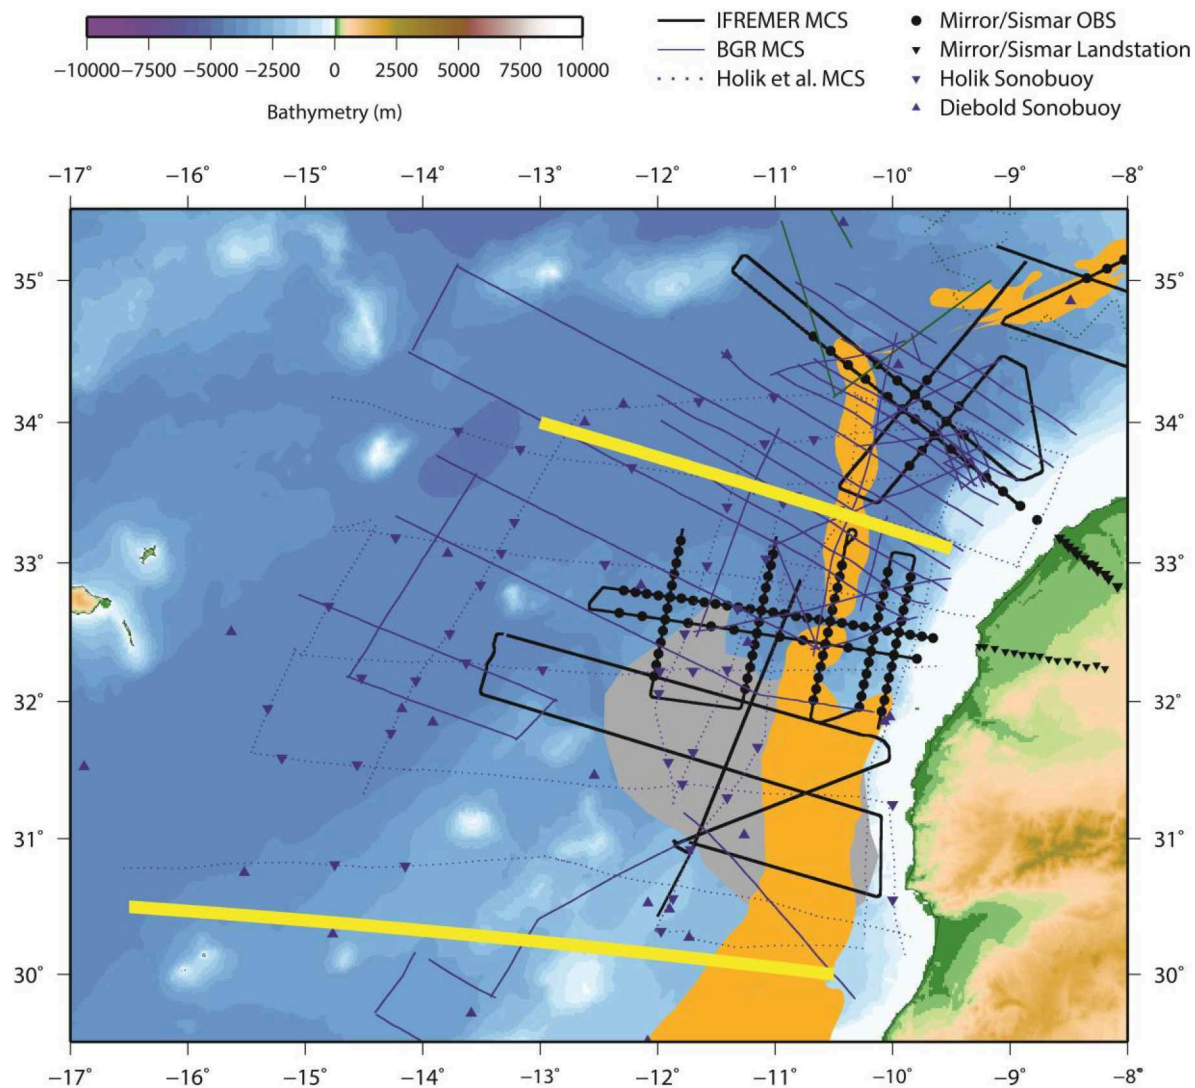 −10000 −7500 −5000 −2500 0 2500 5000 7500 10000
Bathymetry (m)
IFREMER MCS
BGR MCS
Holik et al. MCS
Mirror/Sismar OBS
Mirror/Sismar Landstation
Holik Sonobuoy
Diebold Sonobuoy
−17˚ −16˚ −15˚ −14˚ −13˚ −12˚ −11˚ −10˚ −9˚ −8˚
35˚ 35˚
34˚ 34˚
33˚ 33˚
32˚ 32˚
31˚ 31˚
30˚ 30˚
−17˚ −16˚ −15˚ −14˚ −13˚ −12˚ −11˚ −10˚ −9˚ −8˚